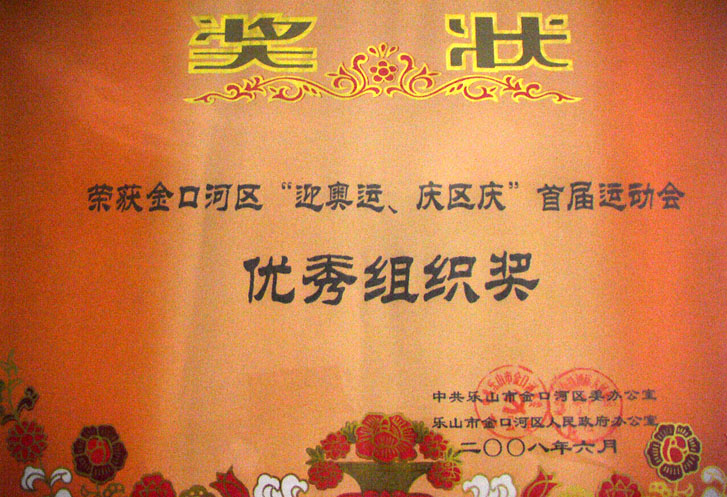 奖状
荣获金口河区“迎奥运、庆区庆”首届运动会
优秀组织奖
中共乐山市金口河区委办公室
乐山市金口河区人民政府办公室
二〇〇八年六月